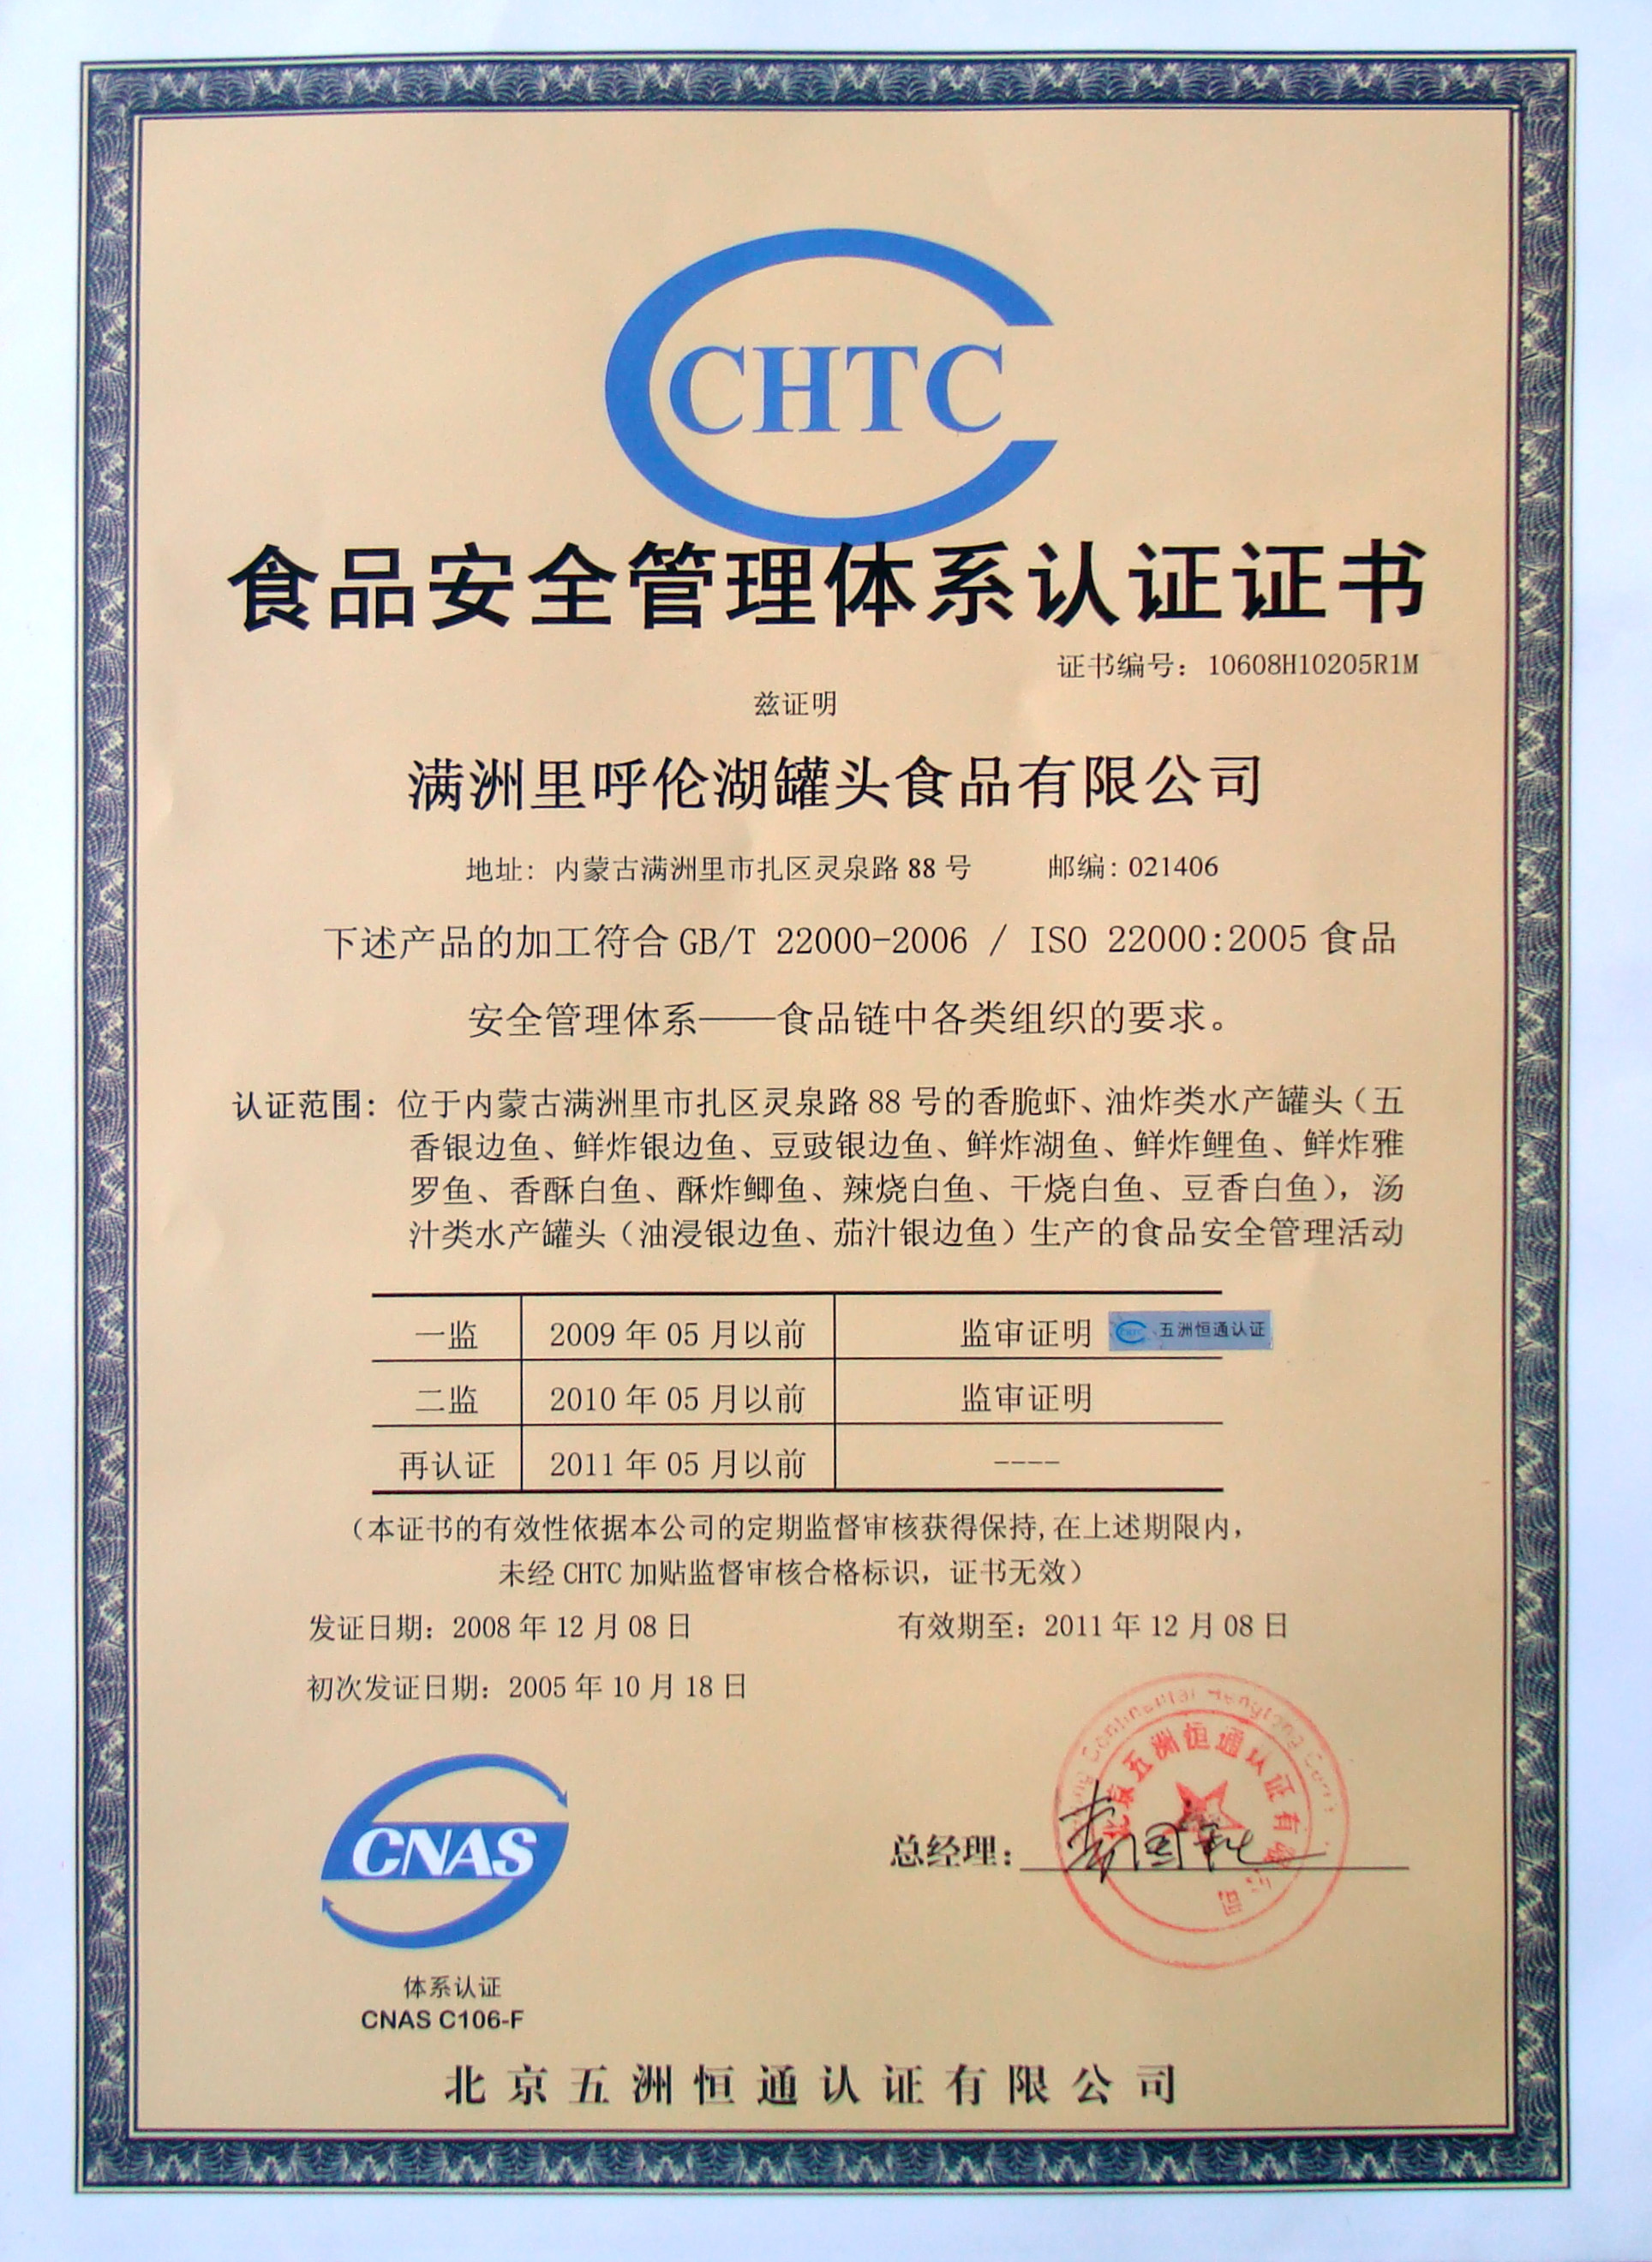 CHTC
食品安全管理体系认证证书
证书编号：10608H10205R1M
兹证明
满洲里呼伦湖罐头食品有限公司
地址：内蒙古满洲里市扎区灵泉路 88 号 邮编：021406
下述产品的加工符合 GB/T 22000-2006 / ISO 22000:2005 食品
安全管理体系——食品链中各类组织的要求。
认证范围：位于内蒙古满洲里市扎区灵泉路 88 号的香脆虾、油炸类水产罐头（五
香银边鱼、鲜炸银边鱼、豆豉银边鱼、鲜炸湖鱼、鲜炸鲤鱼、鲜炸雅
罗鱼、香酥白鱼、酥炸鲫鱼、辣烧白鱼、干烧白鱼、豆香白鱼），汤
汁类水产罐头（油浸银边鱼、茄汁银边鱼）生产的食品安全管理活动
一监 2009 年 05 月以前 监审证明 CHTC 五洲恒通认证
二监 2010 年 05 月以前 监审证明
再认证 2011 年 05 月以前 ----
（本证书的有效性依据本公司的定期监督审核获得保持,在上述期限内，
未经 CHTC 加贴监督审核合格标识，证书无效）
发证日期：2008 年 12 月 08 日 有效期至：2011 年 12 月 08 日
初次发证日期：2005 年 10 月 18 日
Continental Hengtong
北京五洲恒通认证有限公司
总经理：
CNAS
体系认证
CNAS C106-F
北京五洲恒通认证有限公司